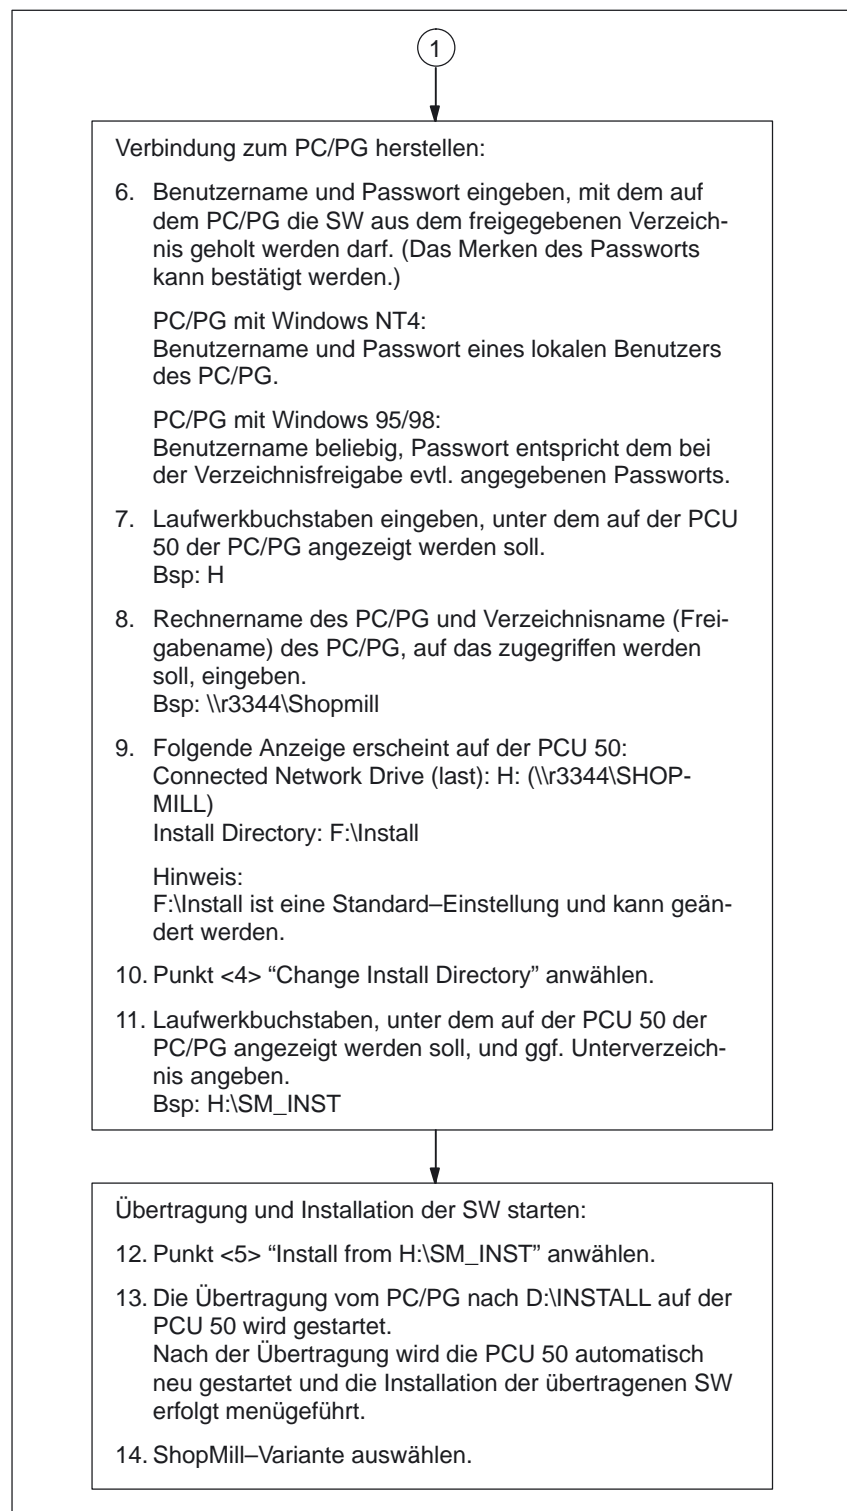 1
Verbindung zum PC/PG herstellen:
6. Benutzername und Passwort eingeben, mit dem auf
dem PC/PG die SW aus dem freigegebenen Verzeich-
nis geholt werden darf. (Das Merken des Passworts
kann bestätigt werden.)
PC/PG mit Windows NT4:
Benutzername und Passwort eines lokalen Benutzers
des PC/PG.
PC/PG mit Windows 95/98:
Benutzername beliebig, Passwort entspricht dem bei
der Verzeichnisfreigabe evtl. angegebenen Passworts.
7. Laufwerkbuchstaben eingeben, unter dem auf der PCU
50 der PC/PG angezeigt werden soll.
Bsp: H
8. Rechnername des PC/PG und Verzeichnisname (Frei-
gabename) des PC/PG, auf das zugegriffen werden
soll, eingeben.
Bsp: \\r3344\Shopmill
9. Folgende Anzeige erscheint auf der PCU 50:
Connected Network Drive (last): H: (\\r3344\SHOP-
MILL)
Install Directory: F:\Install
Hinweis:
F:\Install ist eine Standard–Einstellung und kann geän-
dert werden.
10. Punkt <4> “Change Install Directory” anwählen.
11. Laufwerkbuchstaben, unter dem auf der PCU 50 der
PC/PG angezeigt werden soll, und ggf. Unterverzeich-
nis angeben.
Bsp: H:\SM_INST
Übertragung und Installation der SW starten:
12. Punkt <5> “Install from H:\SM_INST” anwählen.
13. Die Übertragung vom PC/PG nach D:\INSTALL auf der
PCU 50 wird gestartet.
Nach der Übertragung wird die PCU 50 automatisch
neu gestartet und die Installation der übertragenen SW
erfolgt menügeführt.
14. ShopMill–Variante auswählen.